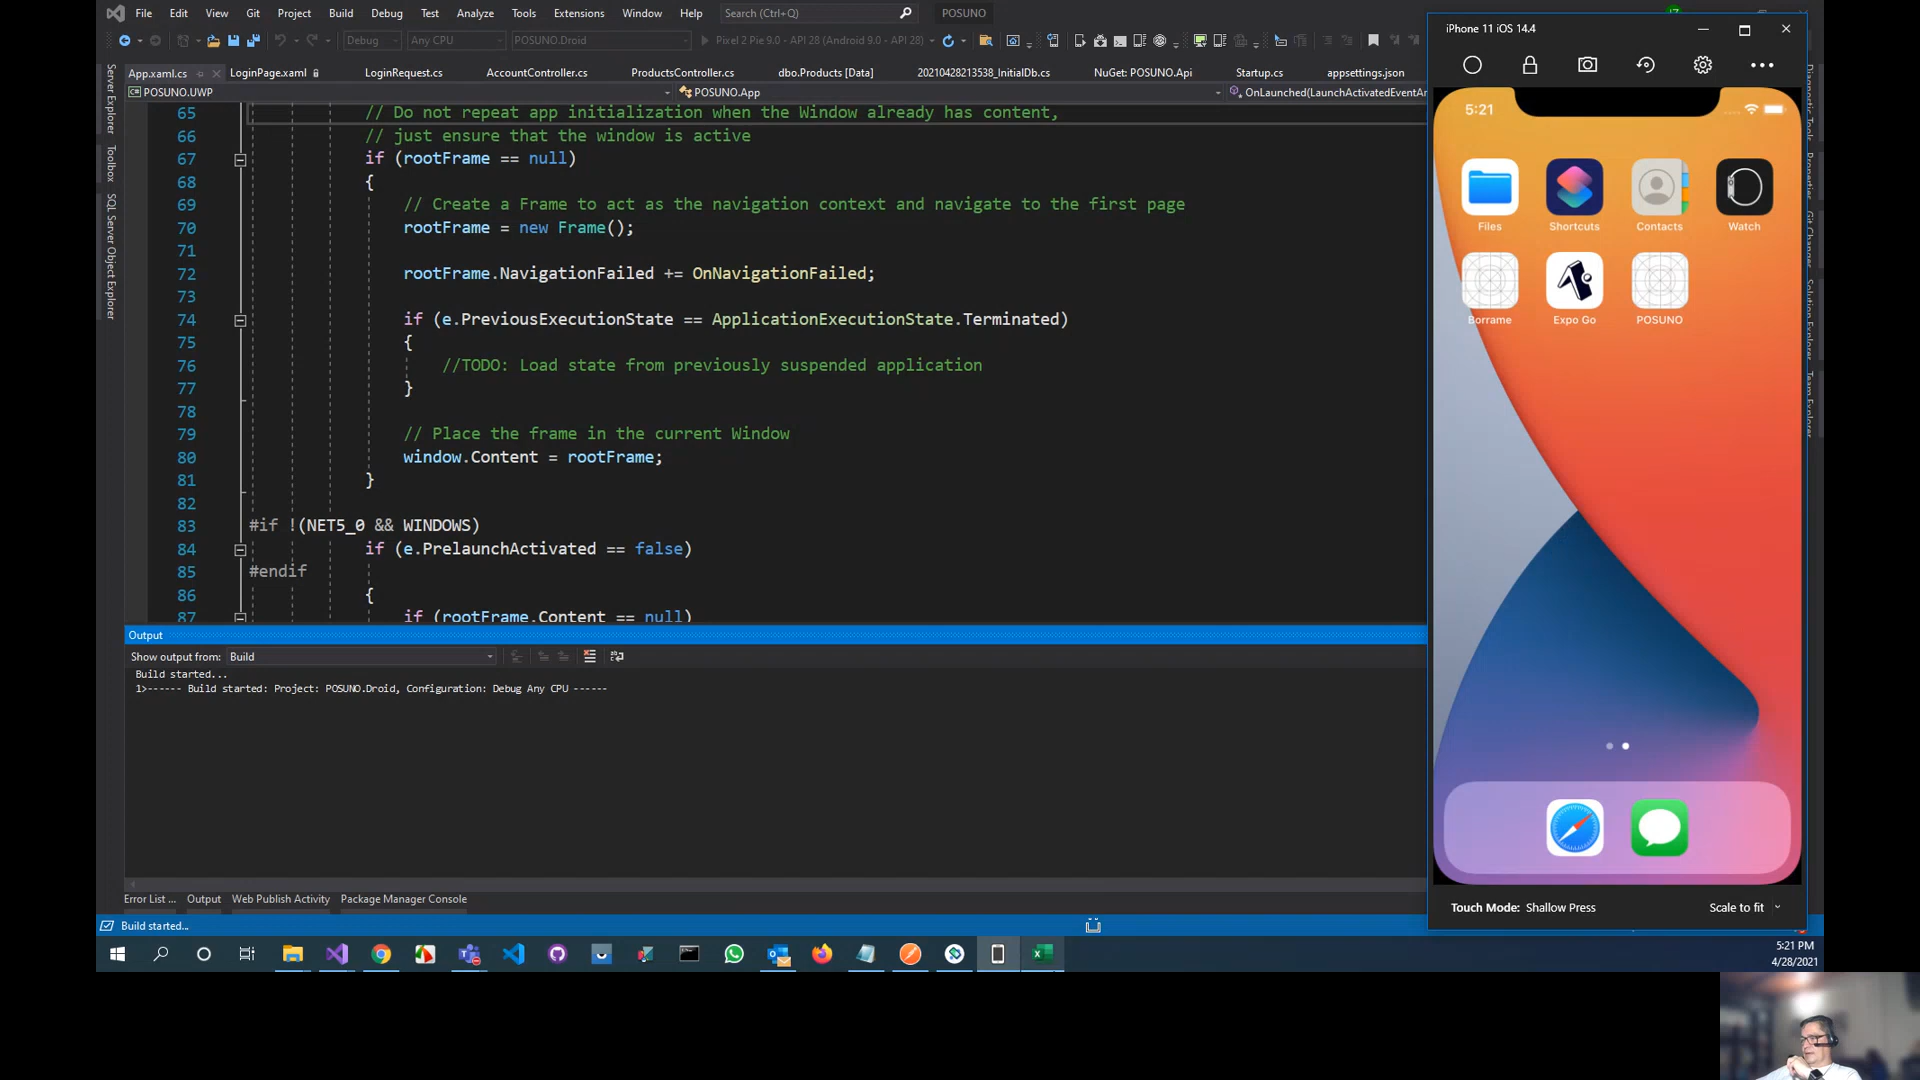 File Edit View Git Project Build Debug Test Analyze Tools Extensions Window Help Search (Ctrl+Q) POSUNO
Debug Any CPU POSUNO.Droid Pixel 2 Pie 9.0 - API 28 (Android 9.0 - API 28)
App.xaml.cs LoginPage.xaml LoginRequest.cs AccountController.cs ProductsController.cs dbo.Products [Data] 20210428213538_InitialDb.cs NuGet: POSUNO.Api Startup.cs appsettings.json
POSUNO.UWP POSUNO.App OnLaunched(LaunchActivatedEventAr
Server Explorer
Toolbox
SQL Server Object Explorer
65 // Do not repeat app initialization when the Window already has content,
66 // just ensure that the window is active
67 if (rootFrame == null)
68 {
69 // Create a Frame to act as the navigation context and navigate to the first page
70 rootFrame = new Frame();
71
72 rootFrame.NavigationFailed += OnNavigationFailed;
73
74 if (e.PreviousExecutionState == ApplicationExecutionState.Terminated)
75 {
76 //TODO: Load state from previously suspended application
77 }
78
79 // Place the frame in the current Window
80 window.Content = rootFrame;
81 }
82
83 #if !(NET5_0 && WINDOWS)
84 if (e.PrelaunchActivated == false)
85 #endif
86 {
87 if (rootFrame.Content == null)
Output
Show output from: Build
Build started...
1>------ Build started: Project: POSUNO.Droid, Configuration: Debug Any CPU ------
Error List ... Output Web Publish Activity Package Manager Console
Build started...
iPhone 11 iOS 14.4
5:21
Files Shortcuts Contacts Watch
Borrame Expo Go POSUNO
Touch Mode: Shallow Press Scale to fit
5:21 PM
4/28/2021